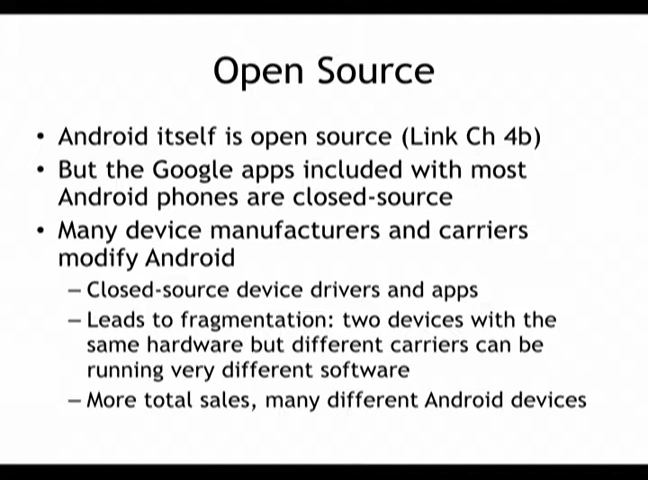 Open Source
• Android itself is open source (Link Ch 4b)
• But the Google apps included with most
Android phones are closed-source
• Many device manufacturers and carriers
modify Android
– Closed-source device drivers and apps
– Leads to fragmentation: two devices with the
same hardware but different carriers can be
running very different software
– More total sales, many different Android devices